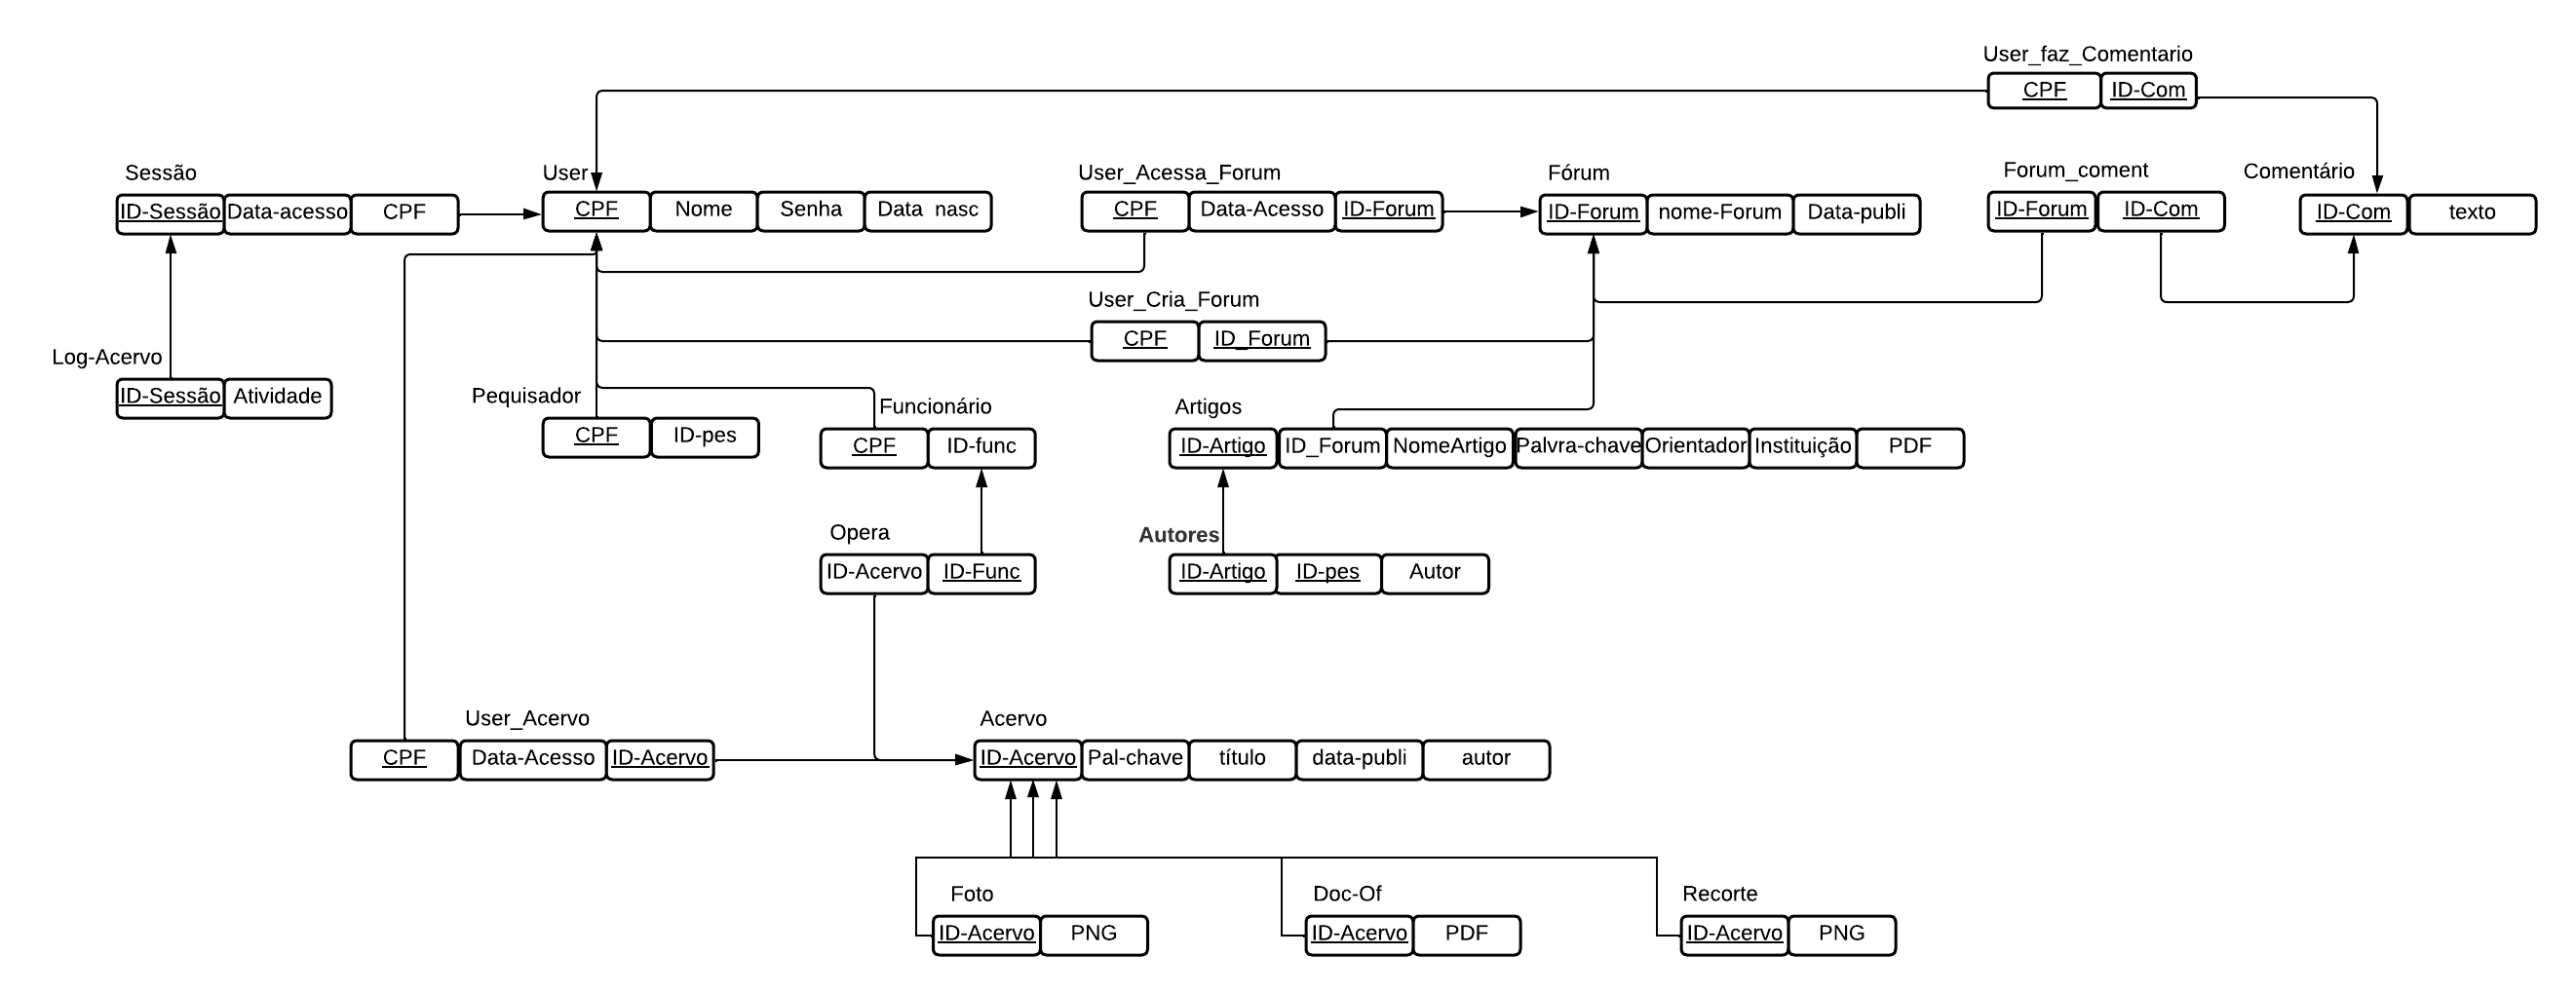 User_faz_Comentario
CPF ID-Com
Sessão
ID-Sessão Data-acesso CPF
User
CPF Nome Senha Data nasc
User_Acessa_Forum
CPF Data-Acesso ID-Forum
Fórum
ID-Forum nome-Forum Data-publi
Forum_coment
ID-Forum ID-Com
Comentário
ID-Com texto
User_Cria_Forum
CPF ID_Forum
Log-Acervo
ID-Sessão Atividade
Pequisador
CPF ID-pes
Funcionário
CPF ID-func
Artigos
ID-Artigo ID_Forum NomeArtigo Palvra-chave Orientador Instituição PDF
Opera
ID-Acervo ID-Func
Autores
ID-Artigo ID-pes Autor
User_Acervo
CPF Data-Acesso ID-Acervo
Acervo
ID-Acervo Pal-chave título data-publi autor
Foto
ID-Acervo PNG
Doc-Of
ID-Acervo PDF
Recorte
ID-Acervo PNG